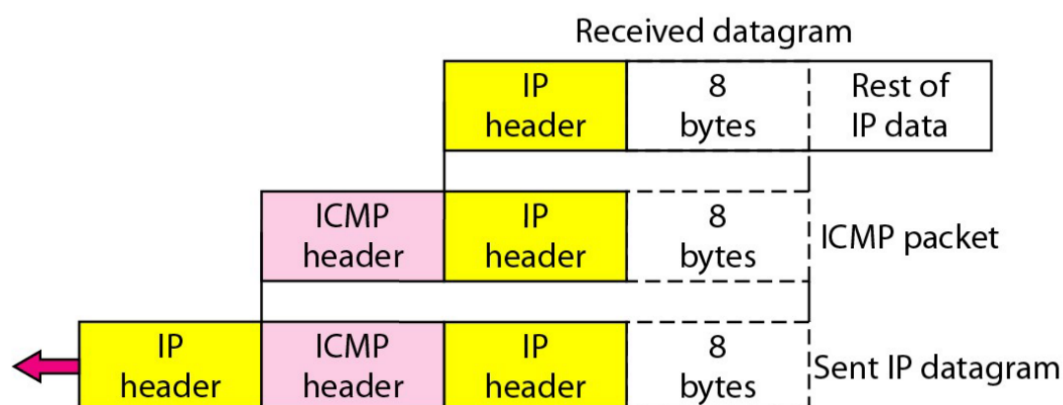 Received datagram
IP header
8 bytes
Rest of IP data
ICMP header
IP header
8 bytes
ICMP packet
IP header
ICMP header
IP header
8 bytes
Sent IP datagram